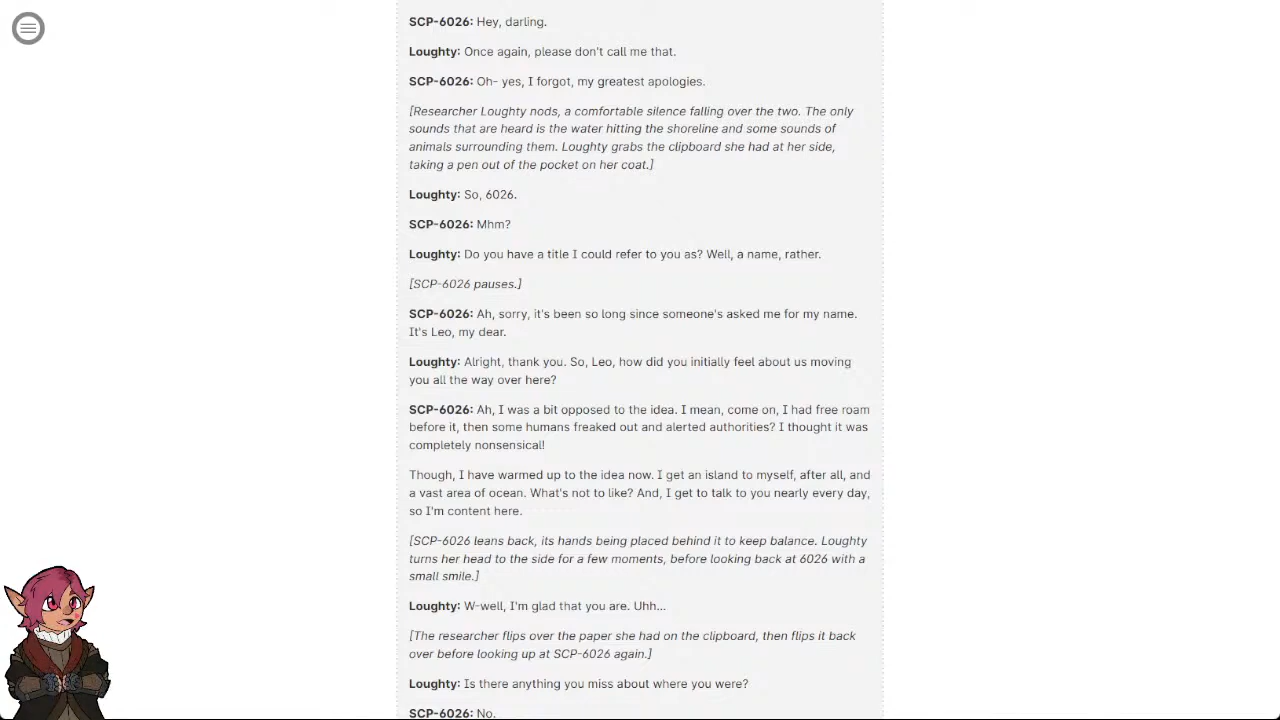 SCP-6026: Hey, darling.
Loughty: Once again, please don't call me that.
SCP-6026: Oh- yes, I forgot, my greatest apologies.
[Researcher Loughty nods, a comfortable silence falling over the two. The only
sounds that are heard is the water hitting the shoreline and some sounds of
animals surrounding them. Loughty grabs the clipboard she had at her side,
taking a pen out of the pocket on her coat.]
Loughty: So, 6026.
SCP-6026: Mhm?
Loughty: Do you have a title I could refer to you as? Well, a name, rather.
[SCP-6026 pauses.]
SCP-6026: Ah, sorry, it's been so long since someone's asked me for my name.
It's Leo, my dear.
Loughty: Alright, thank you. So, Leo, how did you initially feel about us moving
you all the way over here?
SCP-6026: Ah, I was a bit opposed to the idea. I mean, come on, I had free roam
before it, then some humans freaked out and alerted authorities? I thought it was
completely nonsensical!
Though I have warmed up to the idea now. I get an island to myself, after all, and
a vast area of ocean. What's not to like? And, I get to talk to you nearly every day,
so I'm content here.
[SCP-6026 leans back, its hands being placed behind it to keep balance. Loughty
turns her head to the side for a few moments, before looking back at 6026 with a
small smile.]
Loughty: W-well, I'm glad that you are. Uhh...
[The researcher flips over the paper she had on the clipboard, then flips it back
over before looking up at SCP-6026 again.]
Loughty: Is there anything you miss about where you were?
SCP-6026: No.